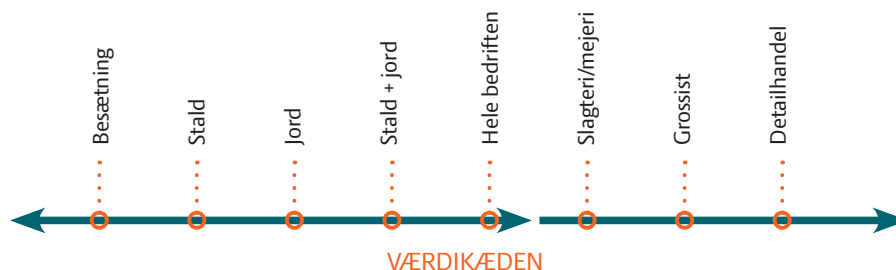 Besætning
Stald
Jord
Stald + jord
Hele bedriften
Slagteri/mejeri
Grossist
Detailhandel
VÆRDIKÆDEN